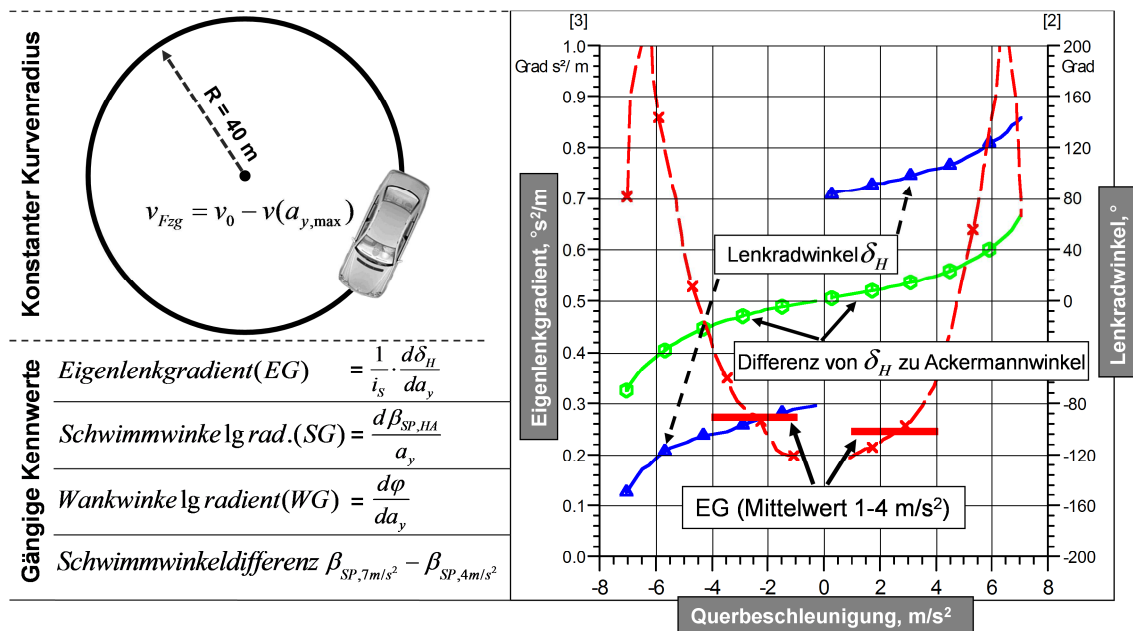 Konstanter Kurvenradius
R = 40 m
v_Fzg = v_0 − v(a_y,max)
Gängige Kennwerte
Eigenlenkgradient(EG) = 1/i_S · dδ_H/da_y
Schwimmwinkelgrad.(SG) = dβ_SP,HA/a_y
Wankwinkelgradient(WG) = dφ/da_y
Schwimmwinkeldifferenz β_SP,7m/s² − β_SP,4m/s²
[3]
[2]
1.0
Grad s²/ m
0.9
0.8
0.7
0.6
0.5
0.4
0.3
0.2
0.1
0.0
Eigenlenkgradient, °s²/m
200
Grad
160
120
80
40
0
-40
-80
-120
-160
-200
Lenkradwinkel, °
Lenkradwinkel δ_H
Differenz von δ_H zu Ackermannwinkel
EG (Mittelwert 1-4 m/s²)
-8 -6 -4 -2 0 2 4 6 8
Querbeschleunigung, m/s²